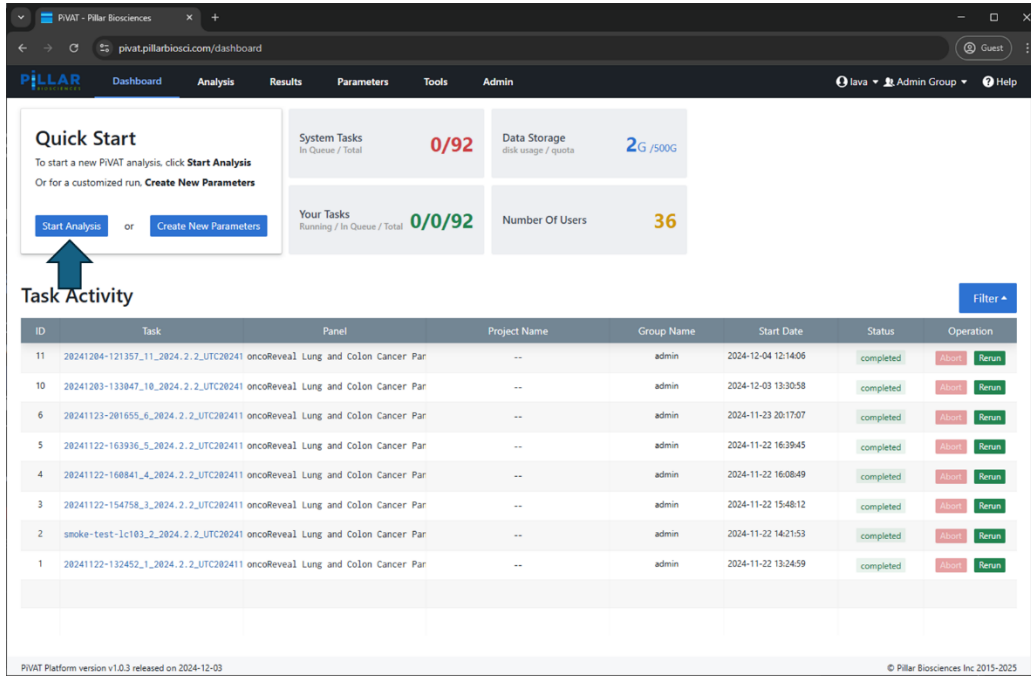 PiVAT - Pillar Biosciences
pivat.pillarbiosci.com/dashboard
Guest
PiLLAR
BIOSCIENCES
Dashboard Analysis Results Parameters Tools Admin
lava Admin Group Help
Quick Start
To start a new PiVAT analysis, click Start Analysis
Or for a customized run, Create New Parameters
Start Analysis or Create New Parameters
System Tasks
In Queue / Total
0/92
Data Storage
disk usage / quota
2G /500G
Your Tasks
Running / In Queue / Total
0/0/92
Number Of Users
36
Task Activity
Filter
ID Task Panel Project Name Group Name Start Date Status Operation
11 20241204-121357_11_2024.2.2_UTC20241 oncoReveal Lung and Colon Cancer Par -- admin 2024-12-04 12:14:06 completed Abort Rerun
10 20241203-133047_10_2024.2.2_UTC20241 oncoReveal Lung and Colon Cancer Par -- admin 2024-12-03 13:30:58 completed Abort Rerun
6 20241123-201655_6_2024.2.2_UTC202411 oncoReveal Lung and Colon Cancer Par -- admin 2024-11-23 20:17:07 completed Abort Rerun
5 20241122-163936_5_2024.2.2_UTC202411 oncoReveal Lung and Colon Cancer Par -- admin 2024-11-22 16:39:45 completed Abort Rerun
4 20241122-160841_4_2024.2.2_UTC202411 oncoReveal Lung and Colon Cancer Par -- admin 2024-11-22 16:08:49 completed Abort Rerun
3 20241122-154758_3_2024.2.2_UTC202411 oncoReveal Lung and Colon Cancer Par -- admin 2024-11-22 15:48:12 completed Abort Rerun
2 smoke-test-lc103_2_2024.2.2_UTC20241 oncoReveal Lung and Colon Cancer Par -- admin 2024-11-22 14:21:53 completed Abort Rerun
1 20241122-132452_1_2024.2.2_UTC202411 oncoReveal Lung and Colon Cancer Par -- admin 2024-11-22 13:24:59 completed Abort Rerun
PiVAT Platform version v1.0.3 released on 2024-12-03
© Pillar Biosciences Inc 2015-2025